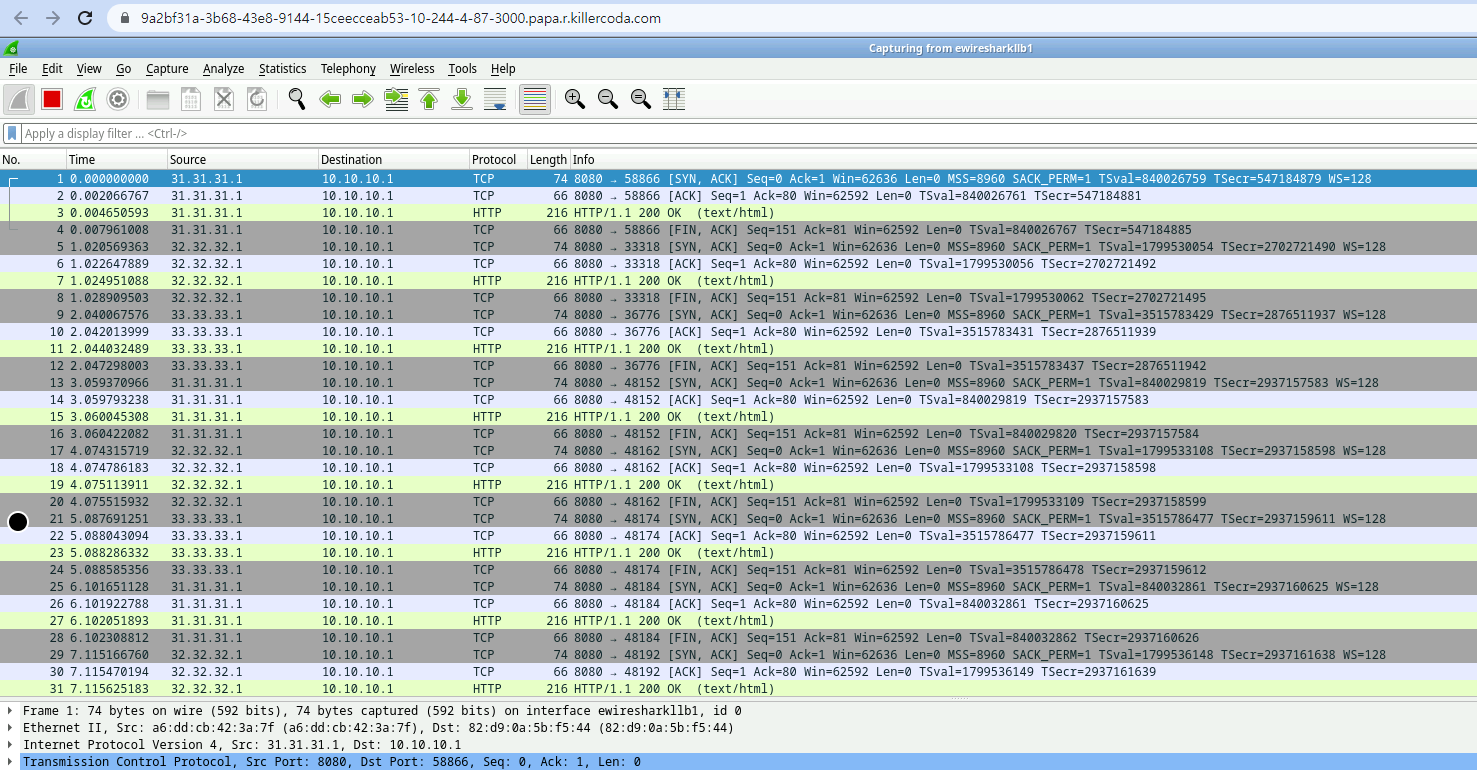 9a2bf31a-3b68-43e8-9144-15ceecceab53-10-244-4-87-3000.papa.r.killercoda.com
Capturing from ewiresharkllb1
File Edit View Go Capture Analyze Statistics Telephony Wireless Tools Help
Apply a display filter ... <Ctrl-/>
No. Time Source Destination Protocol Length Info
1 0.000000000 31.31.31.1 10.10.10.1 TCP 74 8080 → 58866 [SYN, ACK] Seq=0 Ack=1 Win=62636 Len=0 MSS=8960 SACK_PERM=1 TSval=840026759 TSecr=547184879 WS=128
2 0.002066767 31.31.31.1 10.10.10.1 TCP 66 8080 → 58866 [ACK] Seq=1 Ack=80 Win=62592 Len=0 TSval=840026761 TSecr=547184881
3 0.004650593 31.31.31.1 10.10.10.1 HTTP 216 HTTP/1.1 200 OK (text/html)
4 0.007961008 31.31.31.1 10.10.10.1 TCP 66 8080 → 58866 [FIN, ACK] Seq=151 Ack=81 Win=62592 Len=0 TSval=840026767 TSecr=547184885
5 1.020569363 32.32.32.1 10.10.10.1 TCP 74 8080 → 33318 [SYN, ACK] Seq=0 Ack=1 Win=62636 Len=0 MSS=8960 SACK_PERM=1 TSval=1799530054 TSecr=2702721490 WS=128
6 1.022647889 32.32.32.1 10.10.10.1 TCP 66 8080 → 33318 [ACK] Seq=1 Ack=80 Win=62592 Len=0 TSval=1799530056 TSecr=2702721492
7 1.024951088 32.32.32.1 10.10.10.1 HTTP 216 HTTP/1.1 200 OK (text/html)
8 1.028909503 32.32.32.1 10.10.10.1 TCP 66 8080 → 33318 [FIN, ACK] Seq=151 Ack=81 Win=62592 Len=0 TSval=1799530062 TSecr=2702721495
9 2.040067576 33.33.33.1 10.10.10.1 TCP 74 8080 → 36776 [SYN, ACK] Seq=0 Ack=1 Win=62636 Len=0 MSS=8960 SACK_PERM=1 TSval=3515783429 TSecr=2876511937 WS=128
10 2.042013999 33.33.33.1 10.10.10.1 TCP 66 8080 → 36776 [ACK] Seq=1 Ack=80 Win=62592 Len=0 TSval=3515783431 TSecr=2876511939
11 2.044032489 33.33.33.1 10.10.10.1 HTTP 216 HTTP/1.1 200 OK (text/html)
12 2.047298003 33.33.33.1 10.10.10.1 TCP 66 8080 → 36776 [FIN, ACK] Seq=151 Ack=81 Win=62592 Len=0 TSval=3515783437 TSecr=2876511942
13 3.059370966 31.31.31.1 10.10.10.1 TCP 74 8080 → 48152 [SYN, ACK] Seq=0 Ack=1 Win=62636 Len=0 MSS=8960 SACK_PERM=1 TSval=840029819 TSecr=2937157583 WS=128
14 3.059793238 31.31.31.1 10.10.10.1 TCP 66 8080 → 48152 [ACK] Seq=1 Ack=80 Win=62592 Len=0 TSval=840029819 TSecr=2937157583
15 3.060045308 31.31.31.1 10.10.10.1 HTTP 216 HTTP/1.1 200 OK (text/html)
16 3.060422082 31.31.31.1 10.10.10.1 TCP 66 8080 → 48152 [FIN, ACK] Seq=151 Ack=81 Win=62592 Len=0 TSval=840029820 TSecr=2937157584
17 4.074315719 32.32.32.1 10.10.10.1 TCP 74 8080 → 48162 [SYN, ACK] Seq=0 Ack=1 Win=62636 Len=0 MSS=8960 SACK_PERM=1 TSval=1799533108 TSecr=2937158598 WS=128
18 4.074786183 32.32.32.1 10.10.10.1 TCP 66 8080 → 48162 [ACK] Seq=1 Ack=80 Win=62592 Len=0 TSval=1799533108 TSecr=2937158598
19 4.075113911 32.32.32.1 10.10.10.1 HTTP 216 HTTP/1.1 200 OK (text/html)
20 4.075515932 32.32.32.1 10.10.10.1 TCP 66 8080 → 48162 [FIN, ACK] Seq=151 Ack=81 Win=62592 Len=0 TSval=1799533109 TSecr=2937158599
21 5.087691251 33.33.33.1 10.10.10.1 TCP 74 8080 → 48174 [SYN, ACK] Seq=0 Ack=1 Win=62636 Len=0 MSS=8960 SACK_PERM=1 TSval=3515786477 TSecr=2937159611 WS=128
22 5.088043094 33.33.33.1 10.10.10.1 TCP 66 8080 → 48174 [ACK] Seq=1 Ack=80 Win=62592 Len=0 TSval=3515786477 TSecr=2937159611
23 5.088286332 33.33.33.1 10.10.10.1 HTTP 216 HTTP/1.1 200 OK (text/html)
24 5.088585356 33.33.33.1 10.10.10.1 TCP 66 8080 → 48174 [FIN, ACK] Seq=151 Ack=81 Win=62592 Len=0 TSval=3515786478 TSecr=2937159612
25 6.101651128 31.31.31.1 10.10.10.1 TCP 74 8080 → 48184 [SYN, ACK] Seq=0 Ack=1 Win=62636 Len=0 MSS=8960 SACK_PERM=1 TSval=840032861 TSecr=2937160625 WS=128
26 6.101922788 31.31.31.1 10.10.10.1 TCP 66 8080 → 48184 [ACK] Seq=1 Ack=80 Win=62592 Len=0 TSval=840032861 TSecr=2937160625
27 6.102051893 31.31.31.1 10.10.10.1 HTTP 216 HTTP/1.1 200 OK (text/html)
28 6.102308812 31.31.31.1 10.10.10.1 TCP 66 8080 → 48184 [FIN, ACK] Seq=151 Ack=81 Win=62592 Len=0 TSval=840032862 TSecr=2937160626
29 7.115166760 32.32.32.1 10.10.10.1 TCP 74 8080 → 48192 [SYN, ACK] Seq=0 Ack=1 Win=62636 Len=0 MSS=8960 SACK_PERM=1 TSval=1799536148 TSecr=2937161638 WS=128
30 7.115470194 32.32.32.1 10.10.10.1 TCP 66 8080 → 48192 [ACK] Seq=1 Ack=80 Win=62592 Len=0 TSval=1799536149 TSecr=2937161639
31 7.115625183 32.32.32.1 10.10.10.1 HTTP 216 HTTP/1.1 200 OK (text/html)
Frame 1: 74 bytes on wire (592 bits), 74 bytes captured (592 bits) on interface ewiresharkllb1, id 0
Ethernet II, Src: a6:dd:cb:42:3a:7f (a6:dd:cb:42:3a:7f), Dst: 82:d9:0a:5b:f5:44 (82:d9:0a:5b:f5:44)
Internet Protocol Version 4, Src: 31.31.31.1, Dst: 10.10.10.1
Transmission Control Protocol, Src Port: 8080, Dst Port: 58866, Seq: 0, Ack: 1, Len: 0